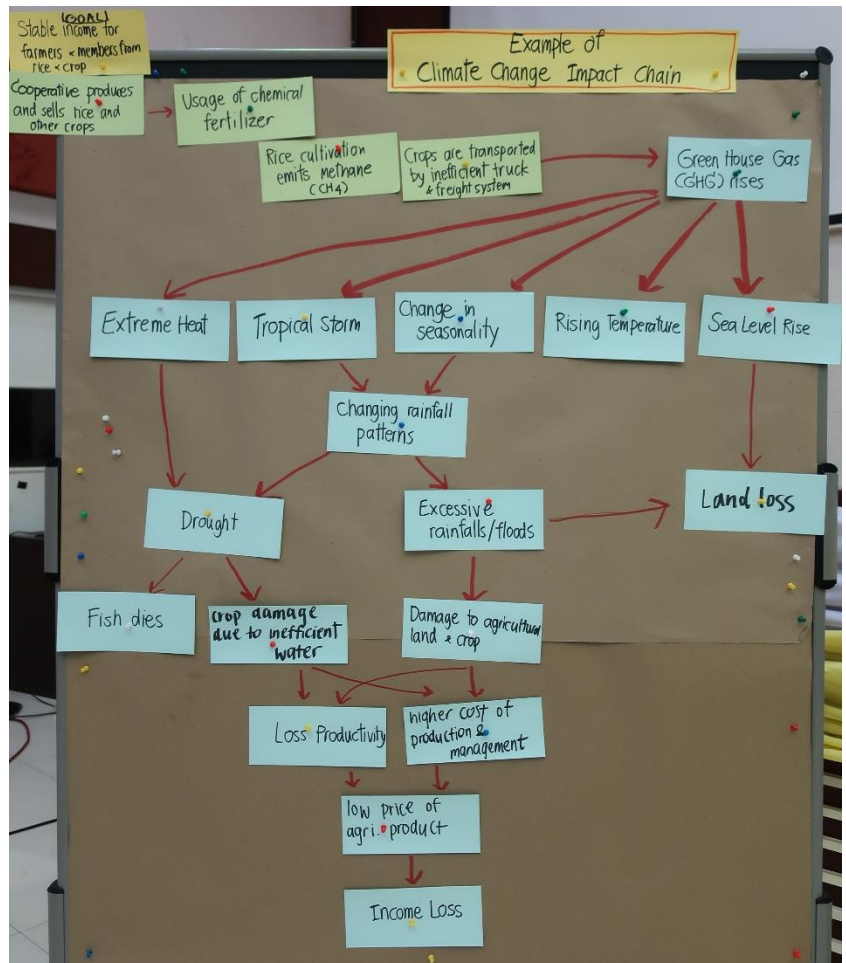 (GOAL)
Stable income for
farmers & members from
rice & crop
Example of
Climate Change Impact Chain
Cooperative produces
and sells rice and
other crops
Usage of chemical
fertilizer
Rice cultivation
emits methane
(CH4)
Crops are transported
by inefficient truck
& freight system
Green House Gas
(GHG) rises
Extreme Heat
Tropical Storm
Change in
seasonality
Rising Temperature
Sea Level Rise
Changing rainfall
patterns
Drought
Excessive
rainfalls/floods
Land loss
Fish dies
crop damage
due to inefficient
water
Damage to agricultural
land & crop
Loss Productivity
higher cost of
production &
management
low price of
agri. product
Income Loss